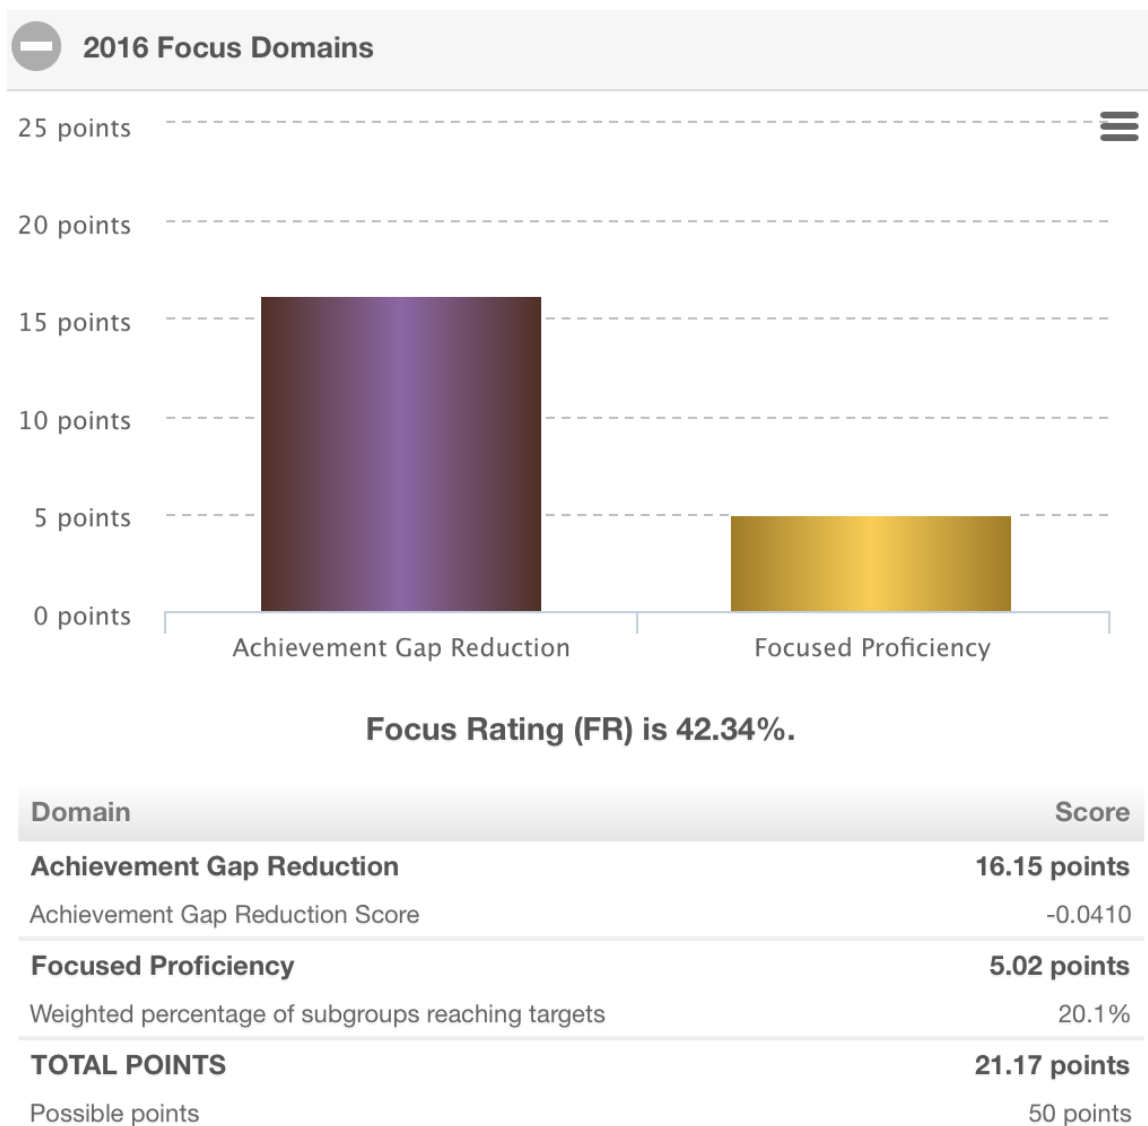 2016 Focus Domains
25 points
20 points
15 points
10 points
5 points
0 points
Achievement Gap Reduction Focused Proficiency
Focus Rating (FR) is 42.34%.
Domain Score
Achievement Gap Reduction 16.15 points
Achievement Gap Reduction Score -0.0410
Focused Proficiency 5.02 points
Weighted percentage of subgroups reaching targets 20.1%
TOTAL POINTS 21.17 points
Possible points 50 points